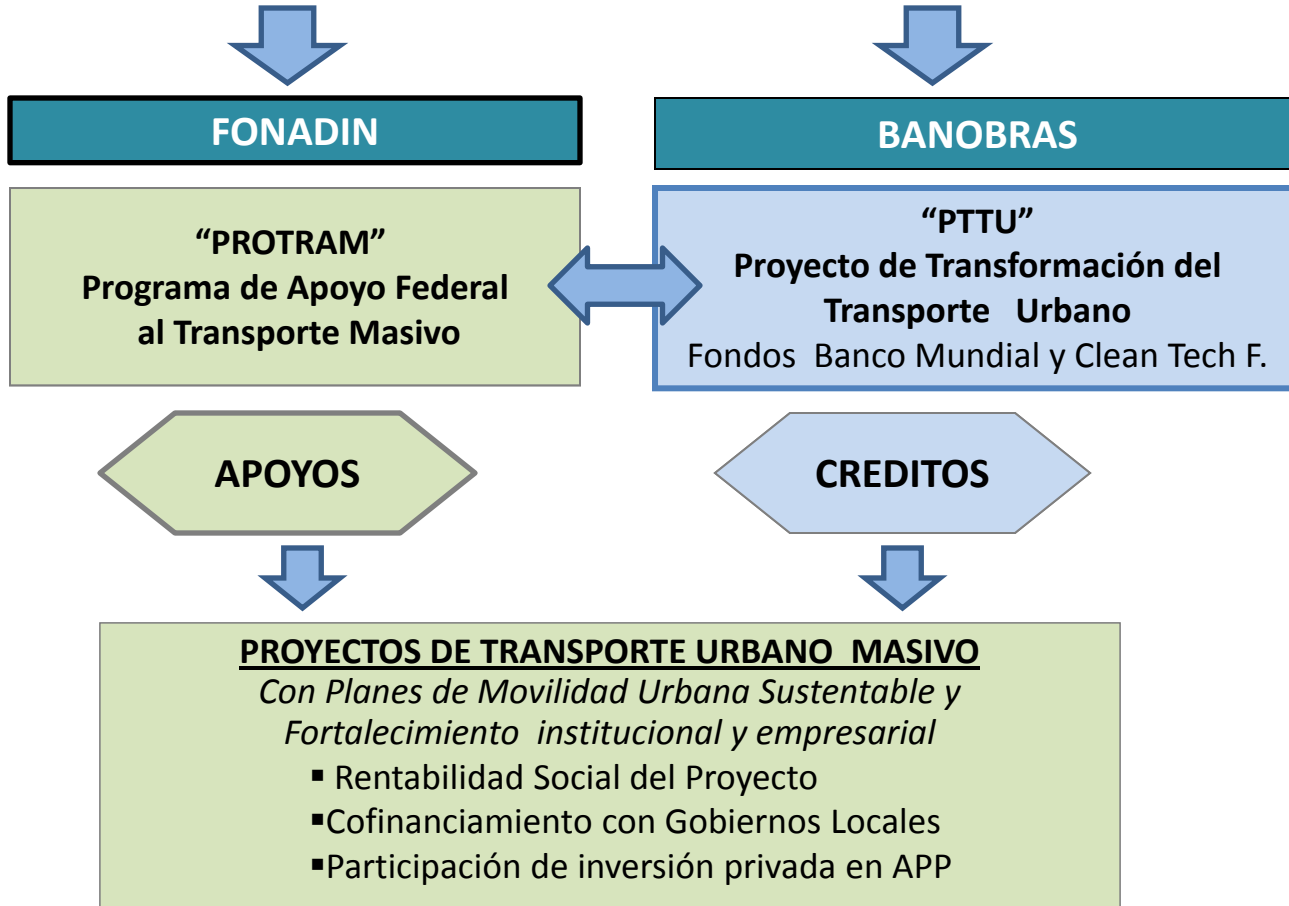 FONADIN
BANOBRAS
“PROTRAM”
Programa de Apoyo Federal
al Transporte Masivo
“PTTU”
Proyecto de Transformación del
Transporte Urbano
Fondos Banco Mundial y Clean Tech F.
APOYOS
CREDITOS
PROYECTOS DE TRANSPORTE URBANO MASIVO
Con Planes de Movilidad Urbana Sustentable y
Fortalecimiento institucional y empresarial
▪ Rentabilidad Social del Proyecto
▪Cofinanciamiento con Gobiernos Locales
▪Participación de inversión privada en APP